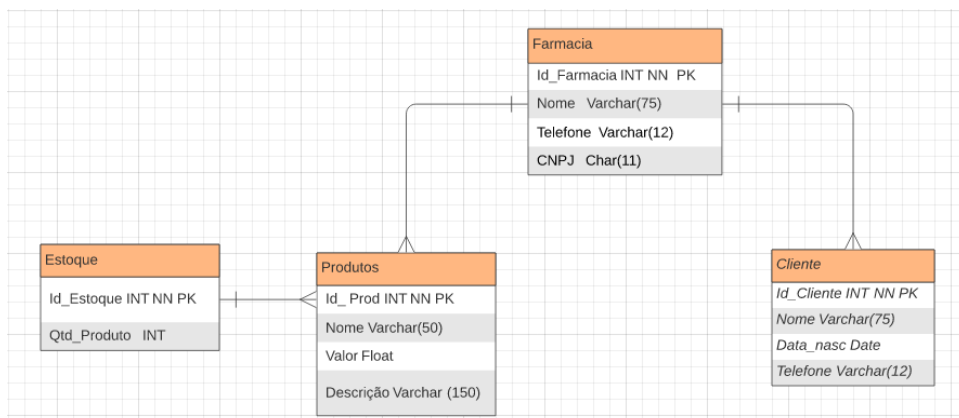 Farmacia
Id_Farmacia INT NN PK
Nome Varchar(75)
Telefone Varchar(12)
CNPJ Char(11)
Estoque
Id_Estoque INT NN PK
Qtd_Produto INT
Produtos
Id_ Prod INT NN PK
Nome Varchar(50)
Valor Float
Descrição Varchar (150)
Cliente
Id_Cliente INT NN PK
Nome Varchar(75)
Data_nasc Date
Telefone Varchar(12)